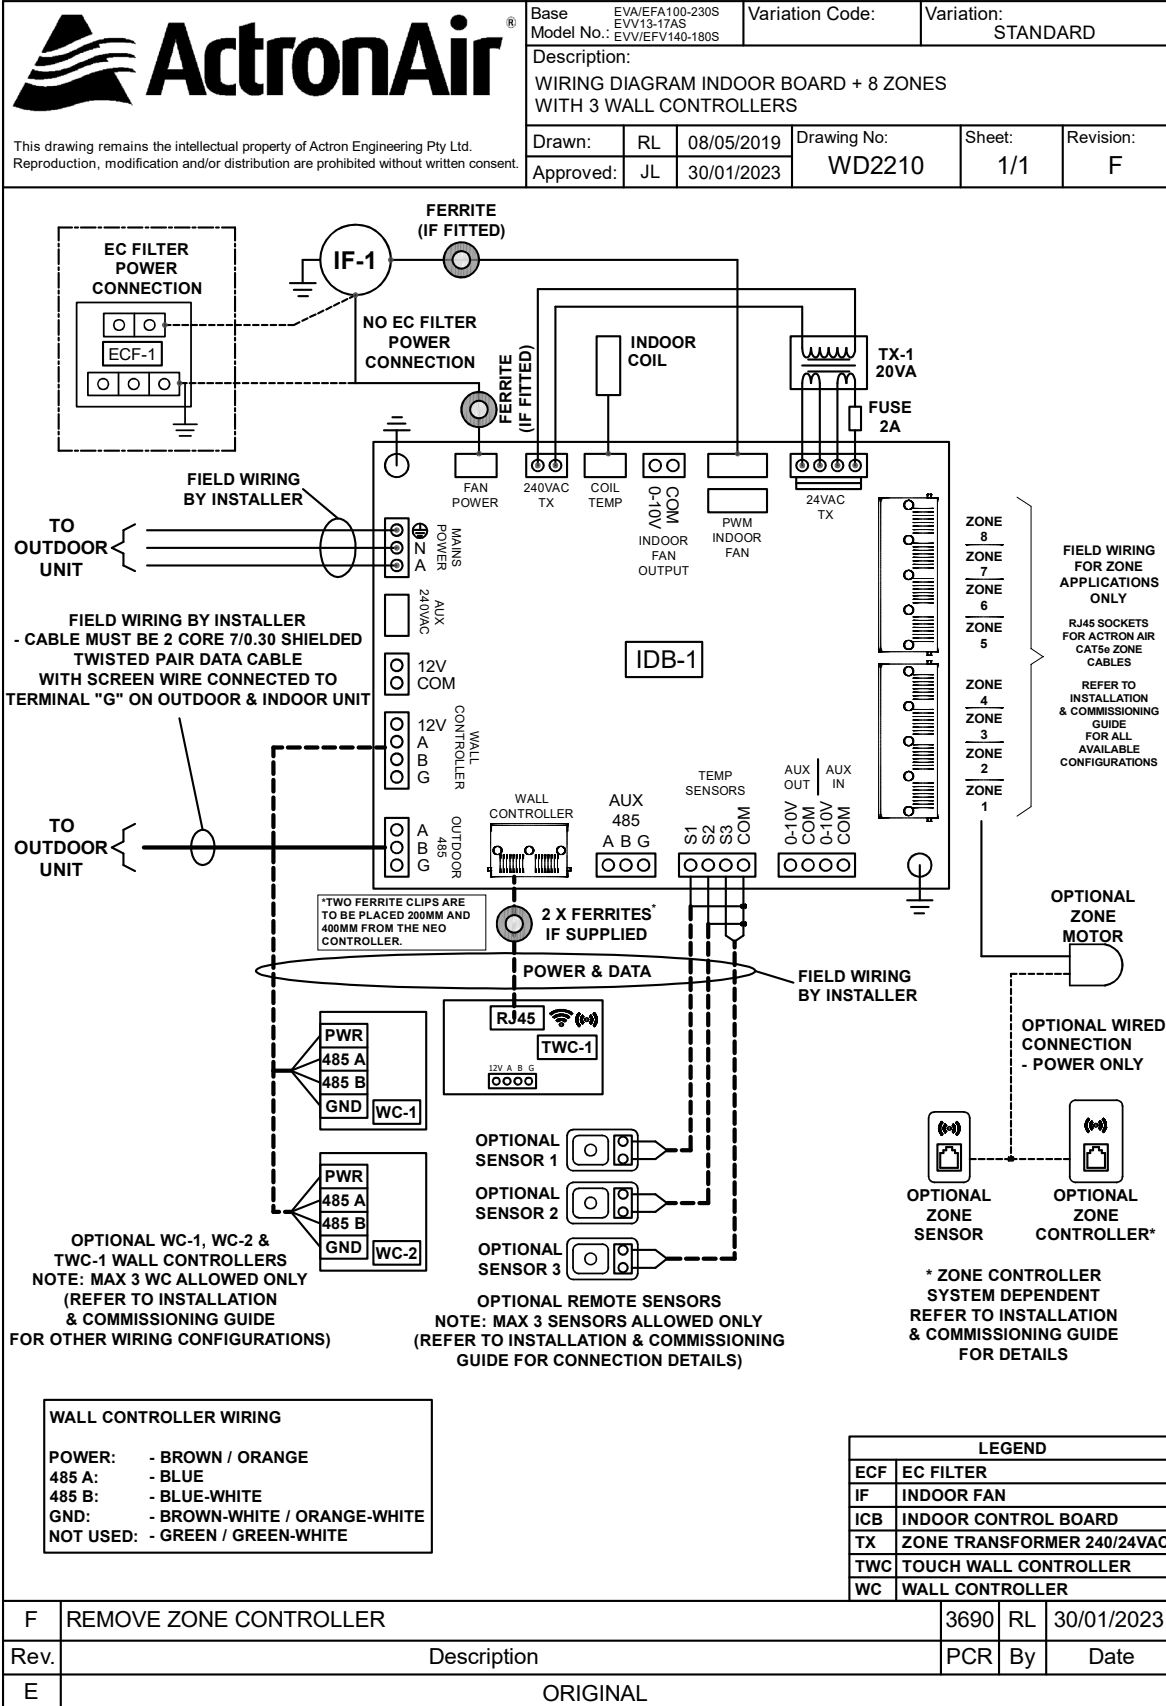 ActronAir®
This drawing remains the intellectual property of Actron Engineering Pty Ltd.
Reproduction, modification and/or distribution are prohibited without written consent.
Base
Model No.:
EVA/EFA100-230S
EVV13-17AS
EVV/EFV140-180S
Variation Code:
Variation:
STANDARD
Description:
WIRING DIAGRAM INDOOR BOARD + 8 ZONES
WITH 3 WALL CONTROLLERS
Drawn: RL 08/05/2019
Approved: JL 30/01/2023
Drawing No:
WD2210
Sheet:
1/1
Revision:
F
EC FILTER
POWER
CONNECTION
ECF-1
IF-1
FERRITE
(IF FITTED)
NO EC FILTER
POWER
CONNECTION
FERRITE
(IF FITTED)
INDOOR
COIL
TX-1
20VA
FUSE
2A
FIELD WIRING
BY INSTALLER
TO
OUTDOOR
UNIT
FAN
POWER
240VAC
TX
COIL
TEMP
0-10V
COM
INDOOR
FAN
OUTPUT
PWM
INDOOR
FAN
24VAC
TX
N
A
MAINS
POWER
AUX
240VAC
12V
COM
12V
A
B
G
WALL
CONTROLLER
A
B
G
OUTDOOR
485
IDB-1
ZONE
8
ZONE
7
ZONE
6
ZONE
5
ZONE
4
ZONE
3
ZONE
2
ZONE
1
FIELD WIRING
FOR ZONE
APPLICATIONS
ONLY
RJ45 SOCKETS
FOR ACTRON AIR
CAT5e ZONE
CABLES
REFER TO
INSTALLATION
& COMMISSIONING
GUIDE
FOR ALL
AVAILABLE
CONFIGURATIONS
FIELD WIRING BY INSTALLER
- CABLE MUST BE 2 CORE 7/0.30 SHIELDED
TWISTED PAIR DATA CABLE
WITH SCREEN WIRE CONNECTED TO
TERMINAL "G" ON OUTDOOR & INDOOR UNIT
TO
OUTDOOR
UNIT
WALL
CONTROLLER
AUX
485
A B G
TEMP
SENSORS
S1
S2
S3
COM
AUX
OUT
AUX
IN
0-10V
COM
0-10V
COM
*TWO FERRITE CLIPS ARE
TO BE PLACED 200MM AND
400MM FROM THE NEO
CONTROLLER.
2 X FERRITES*
IF SUPPLIED
POWER & DATA
FIELD WIRING
BY INSTALLER
OPTIONAL
ZONE
MOTOR
OPTIONAL WIRED
CONNECTION
- POWER ONLY
RJ45
TWC-1
12V A B G
PWR
485 A
485 B
GND
WC-1
PWR
485 A
485 B
GND
WC-2
OPTIONAL
SENSOR 1
OPTIONAL
SENSOR 2
OPTIONAL
SENSOR 3
OPTIONAL
ZONE
SENSOR
OPTIONAL
ZONE
CONTROLLER*
OPTIONAL WC-1, WC-2 &
TWC-1 WALL CONTROLLERS
NOTE: MAX 3 WC ALLOWED ONLY
(REFER TO INSTALLATION
& COMMISSIONING GUIDE
FOR OTHER WIRING CONFIGURATIONS)
OPTIONAL REMOTE SENSORS
NOTE: MAX 3 SENSORS ALLOWED ONLY
(REFER TO INSTALLATION & COMMISSIONING
GUIDE FOR CONNECTION DETAILS)
* ZONE CONTROLLER
SYSTEM DEPENDENT
REFER TO INSTALLATION
& COMMISSIONING GUIDE
FOR DETAILS
WALL CONTROLLER WIRING
POWER: - BROWN / ORANGE
485 A: - BLUE
485 B: - BLUE-WHITE
GND: - BROWN-WHITE / ORANGE-WHITE
NOT USED: - GREEN / GREEN-WHITE
LEGEND
ECF EC FILTER
IF INDOOR FAN
ICB INDOOR CONTROL BOARD
TX ZONE TRANSFORMER 240/24VAC
TWC TOUCH WALL CONTROLLER
WC WALL CONTROLLER
F REMOVE ZONE CONTROLLER 3690 RL 30/01/2023
Rev. Description PCR By Date
E ORIGINAL